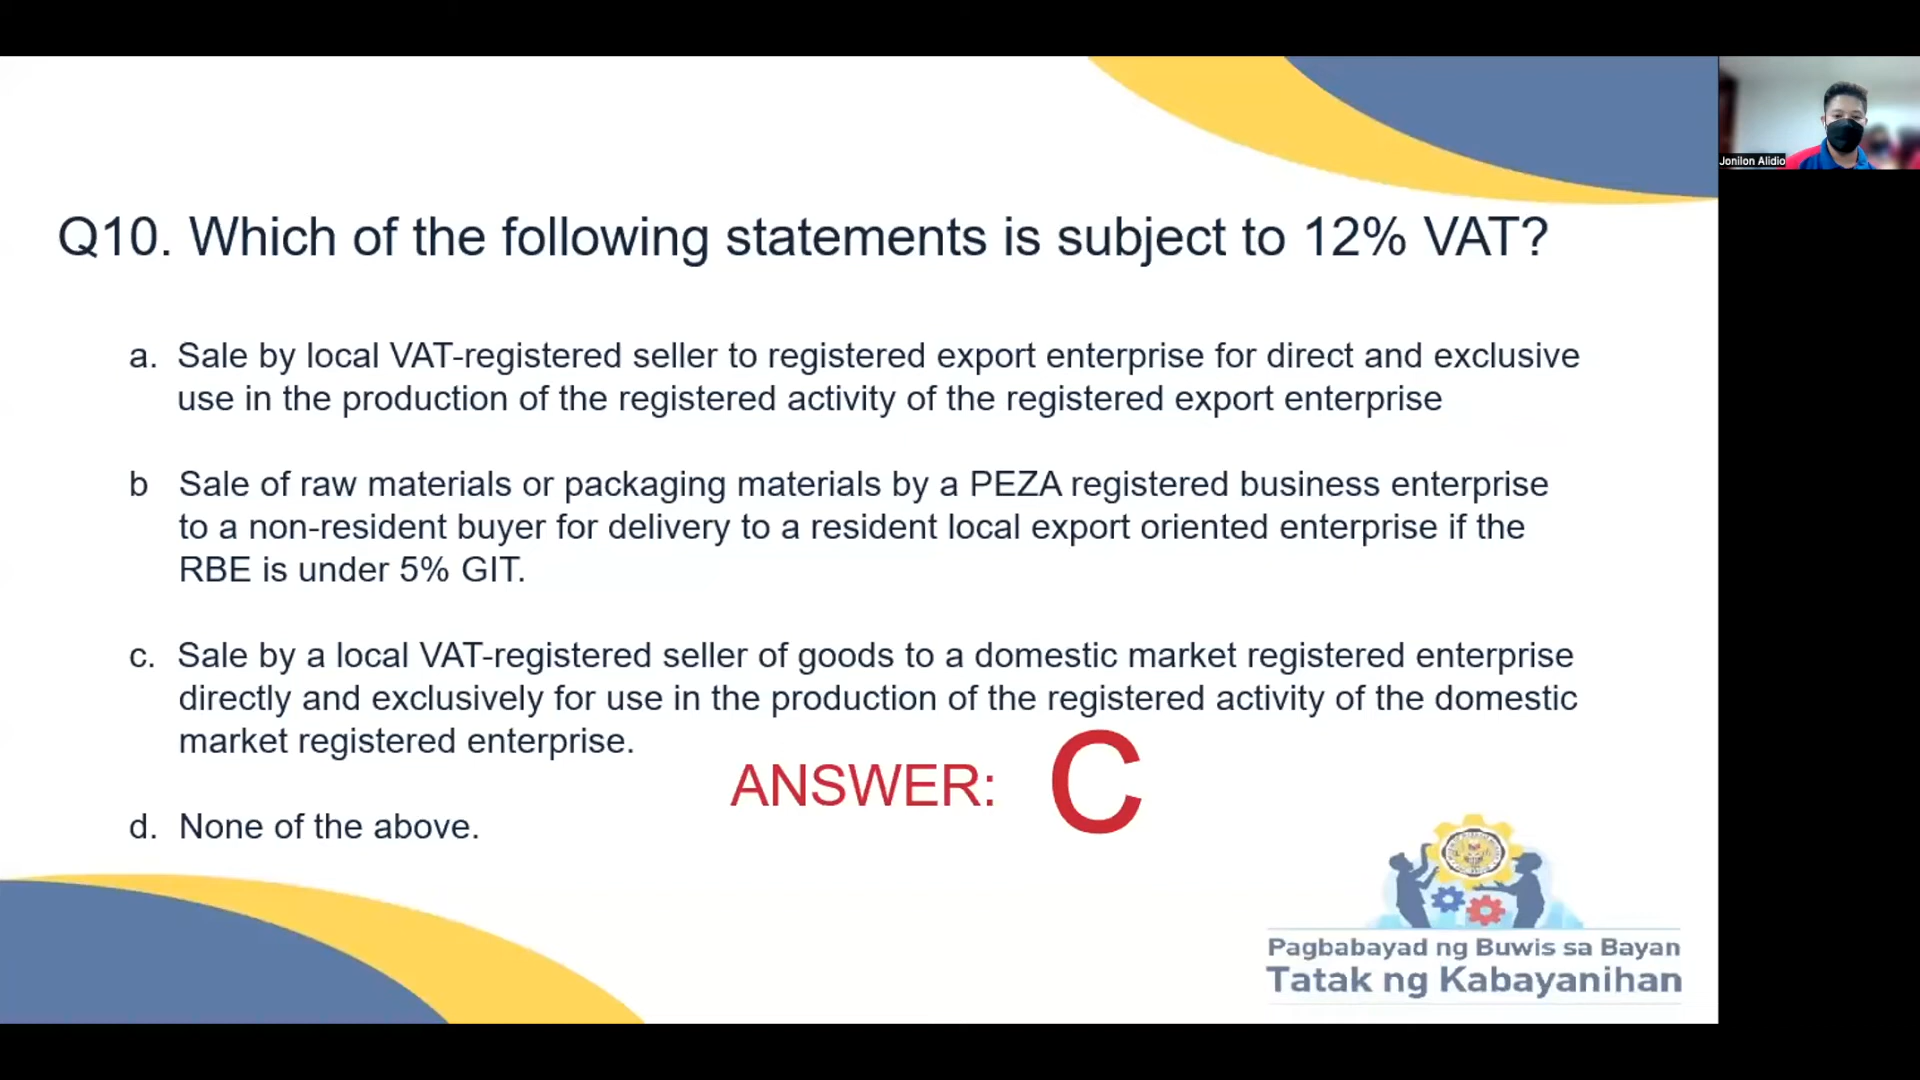 Jonilon Alidio
Q10. Which of the following statements is subject to 12% VAT?
a. Sale by local VAT-registered seller to registered export enterprise for direct and exclusive
use in the production of the registered activity of the registered export enterprise
b Sale of raw materials or packaging materials by a PEZA registered business enterprise
to a non-resident buyer for delivery to a resident local export oriented enterprise if the
RBE is under 5% GIT.
c. Sale by a local VAT-registered seller of goods to a domestic market registered enterprise
directly and exclusively for use in the production of the registered activity of the domestic
market registered enterprise.
ANSWER: C
d. None of the above.
Pagbabayad ng Buwis sa Bayan
Tatak ng Kabayanihan